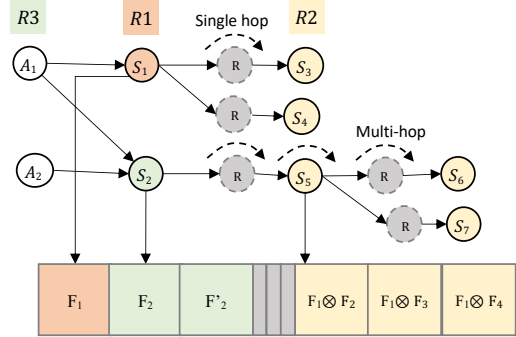 R3 R1 Single hop R2
A₁ S₁ R S₃
R S₄
Multi-hop
A₂ S₂ R S₅ R S₆
R S₇
F₁ F₂ F'₂ F₁⊗ F₂ F₁⊗ F₃ F₁⊗ F₄